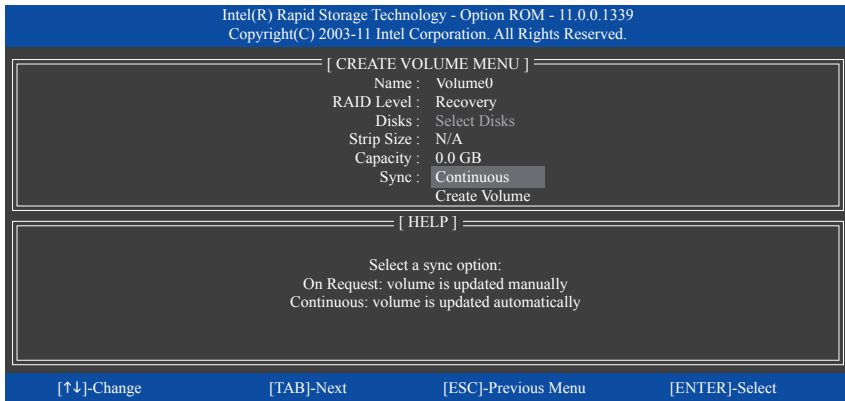 Intel(R) Rapid Storage Technology - Option ROM - 11.0.0.1339
Copyright(C) 2003-11 Intel Corporation. All Rights Reserved.
[ CREATE VOLUME MENU ]
Name : Volume0
RAID Level : Recovery
Disks : Select Disks
Strip Size : N/A
Capacity : 0.0 GB
Sync : Continuous
Create Volume
[ HELP ]
Select a sync option:
On Request: volume is updated manually
Continuous: volume is updated automatically
[↑↓]-Change [TAB]-Next [ESC]-Previous Menu [ENTER]-Select